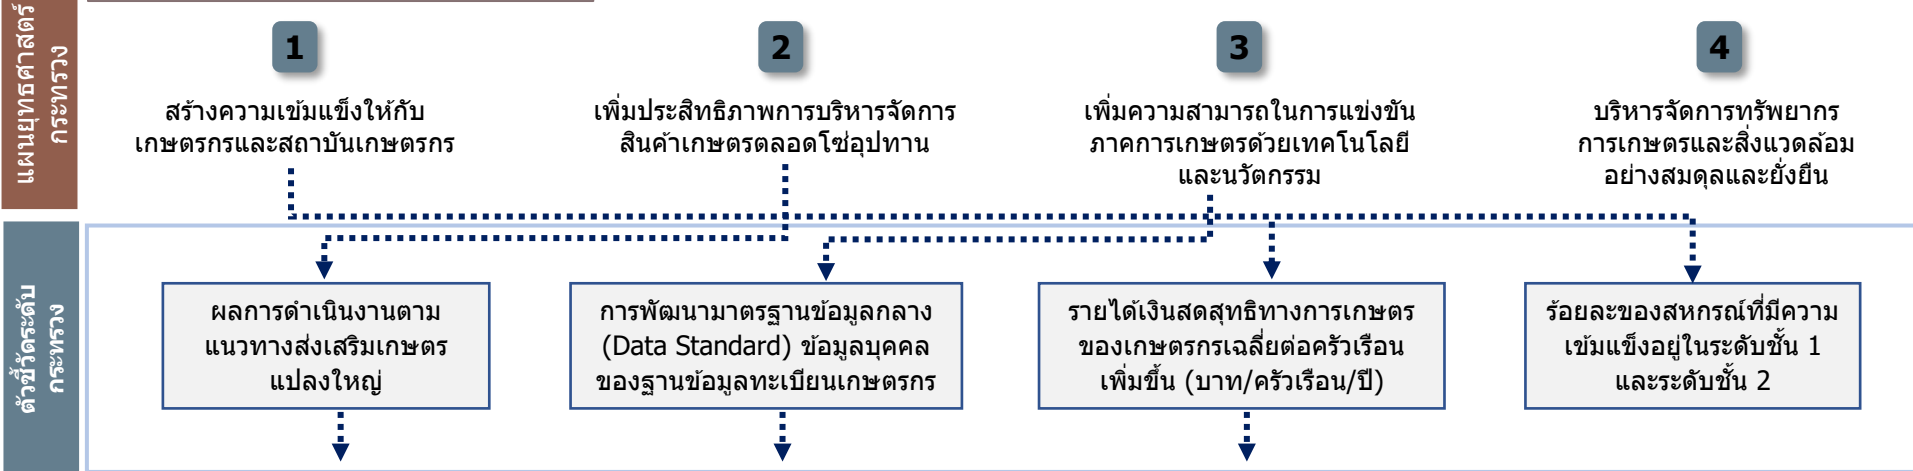 แผนยุทธศาสตร์
กระทรวง
1
สร้างความเข้มแข็งให้กับ
เกษตรกรและสถาบันเกษตรกร
2
เพิ่มประสิทธิภาพการบริหารจัดการ
สินค้าเกษตรตลอดโซ่อุปทาน
3
เพิ่มความสามารถในการแข่งขัน
ภาคการเกษตรด้วยเทคโนโลยี
และนวัตกรรม
4
บริหารจัดการทรัพยากร
การเกษตรและสิ่งแวดล้อม
อย่างสมดุลและยั่งยืน
ตัวชี้วัดระดับ
กระทรวง
ผลการดำเนินงานตาม
แนวทางส่งเสริมเกษตร
แปลงใหญ่
การพัฒนามาตรฐานข้อมูลกลาง
(Data Standard) ข้อมูลบุคคล
ของฐานข้อมูลทะเบียนเกษตรกร
รายได้เงินสดสุทธิทางการเกษตร
ของเกษตรกรเฉลี่ยต่อครัวเรือน
เพิ่มขึ้น (บาท/ครัวเรือน/ปี)
ร้อยละของสหกรณ์ที่มีความ
เข้มแข็งอยู่ในระดับชั้น 1
และระดับชั้น 2